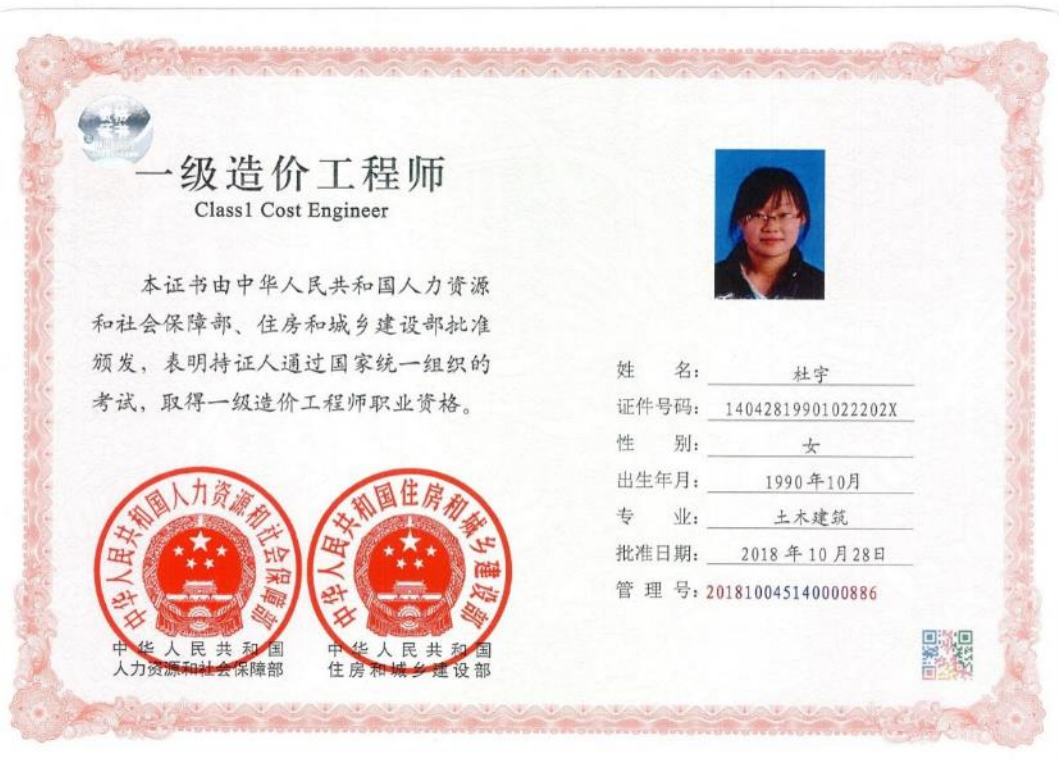 一级造价工程师
Class1 Cost Engineer
本证书由中华人民共和国人力资源
和社会保障部、住房和城乡建设部批准
颁发，表明持证人通过国家统一组织的
考试，取得一级造价工程师职业资格。
中华人民共和国人力资源和社会保障部
中华人民共和国住房和城乡建设部
中华人民共和国
人力资源和社会保障部
中华人民共和国
住房和城乡建设部
姓 名： 杜宇
证件号码： 14042819901022202X
性 别： 女
出生年月： 1990年10月
专 业： 土木建筑
批准日期： 2018年10月28日
管 理 号：201810045140000886